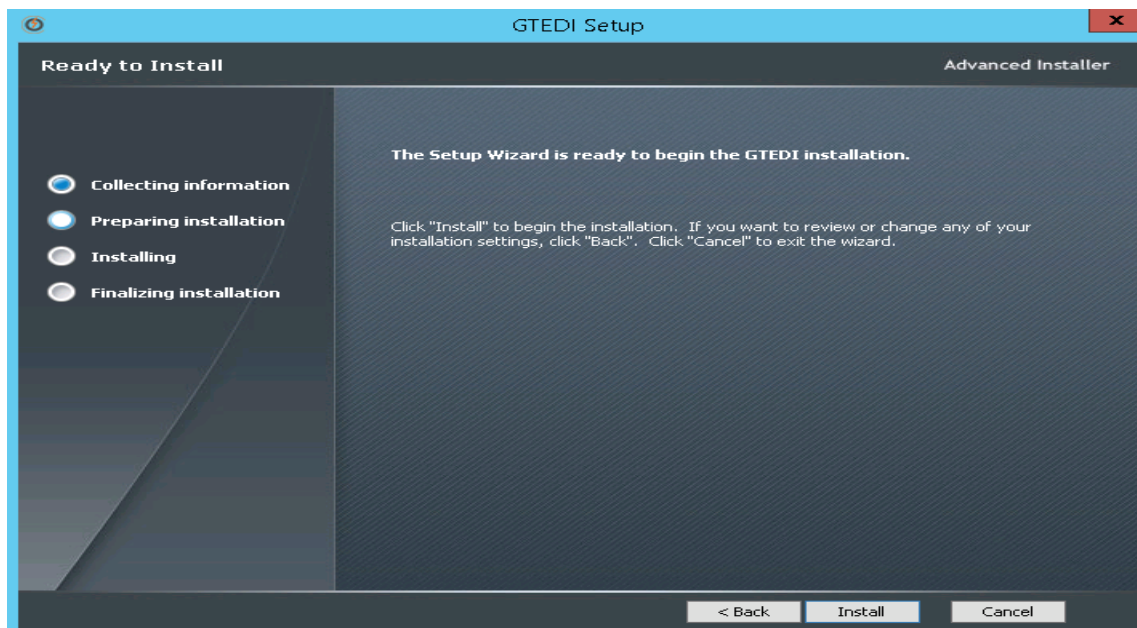 GTEDI Setup
x
Ready to Install
Advanced Installer
Collecting information
Preparing installation
Installing
Finalizing installation
The Setup Wizard is ready to begin the GTEDI installation.
Click "Install" to begin the installation. If you want to review or change any of your
installation settings, click "Back". Click "Cancel" to exit the wizard.
< Back
Install
Cancel